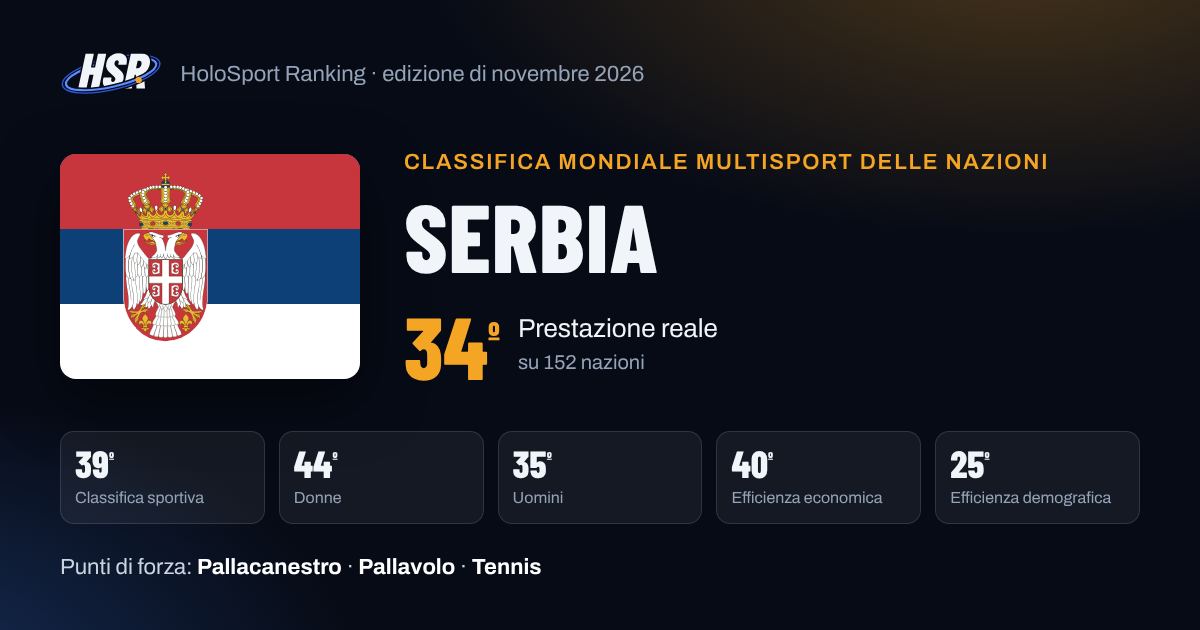 HSR
HoloSport Ranking · edizione di novembre 2026
CLASSIFICA MONDIALE MULTISPORT DELLE NAZIONI
SERBIA
34º Prestazione reale
su 152 nazioni
39º
Classifica sportiva
44º
Donne
35º
Uomini
40º
Efficienza economica
25º
Efficienza demografica
Punti di forza: Pallacanestro · Pallavolo · Tennis